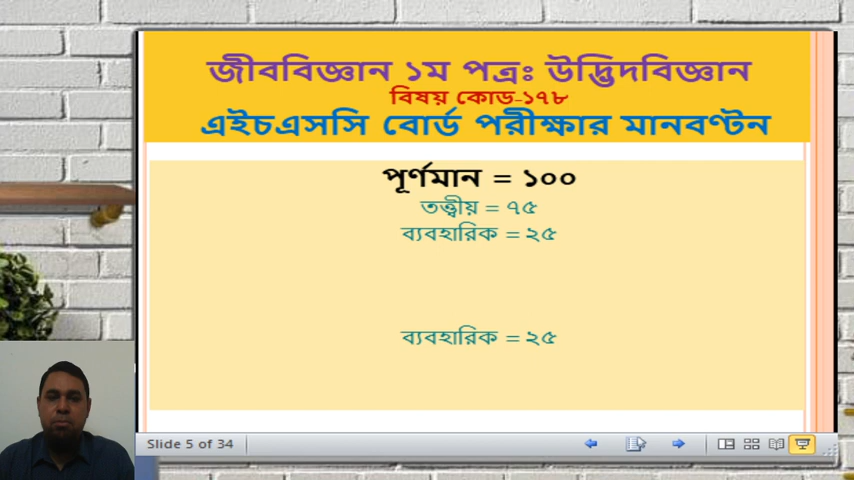 জীববিজ্ঞান ১ম পত্রঃ উদ্ভিদবিজ্ঞান
বিষয় কোড-১৭৮
এইচএসসি বোর্ড পরীক্ষার মানবণ্টন
পূর্ণমান = ১০০
তত্ত্বীয় = ৭৫
ব্যবহারিক = ২৫
ব্যবহারিক = ২৫
Slide 5 of 34